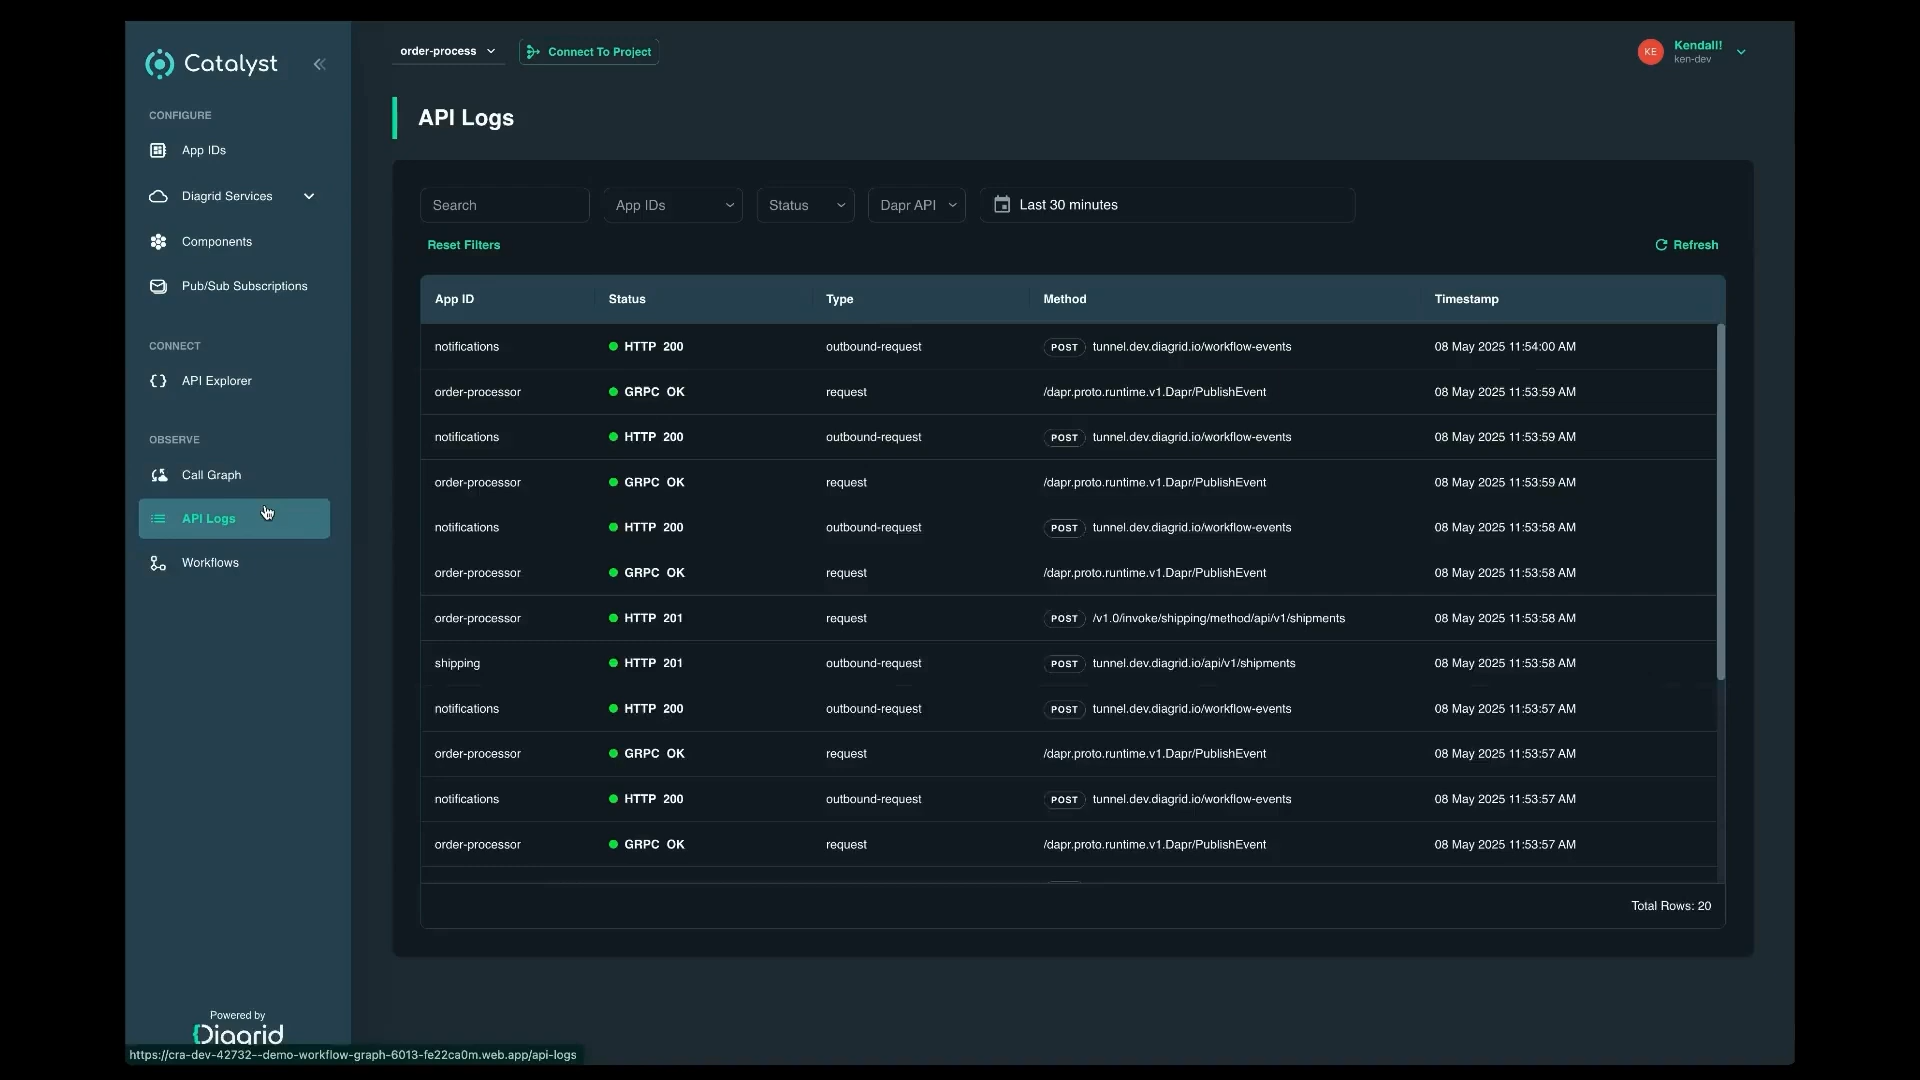 Catalyst
CONFIGURE
App IDs
Diagrid Services
Components
Pub/Sub Subscriptions
CONNECT
API Explorer
OBSERVE
Call Graph
API Logs
Workflows
Powered by
Diagrid
https://cra-dev-42732--demo-workflow-graph-6013-fe22ca0m.web.app/api-logs
order-process
Connect To Project
KE
Kendall!
ken-dev
API Logs
Search
App IDs
Status
Dapr API
Last 30 minutes
Reset Filters
Refresh
App ID Status Type Method Timestamp
notifications HTTP 200 outbound-request POST tunnel.dev.diagrid.io/workflow-events 08 May 2025 11:54:00 AM
order-processor GRPC OK request /dapr.proto.runtime.v1.Dapr/PublishEvent 08 May 2025 11:53:59 AM
notifications HTTP 200 outbound-request POST tunnel.dev.diagrid.io/workflow-events 08 May 2025 11:53:59 AM
order-processor GRPC OK request /dapr.proto.runtime.v1.Dapr/PublishEvent 08 May 2025 11:53:59 AM
notifications HTTP 200 outbound-request POST tunnel.dev.diagrid.io/workflow-events 08 May 2025 11:53:58 AM
order-processor GRPC OK request /dapr.proto.runtime.v1.Dapr/PublishEvent 08 May 2025 11:53:58 AM
order-processor HTTP 201 request POST /v1.0/invoke/shipping/method/api/v1/shipments 08 May 2025 11:53:58 AM
shipping HTTP 201 outbound-request POST tunnel.dev.diagrid.io/api/v1/shipments 08 May 2025 11:53:58 AM
notifications HTTP 200 outbound-request POST tunnel.dev.diagrid.io/workflow-events 08 May 2025 11:53:57 AM
order-processor GRPC OK request /dapr.proto.runtime.v1.Dapr/PublishEvent 08 May 2025 11:53:57 AM
notifications HTTP 200 outbound-request POST tunnel.dev.diagrid.io/workflow-events 08 May 2025 11:53:57 AM
order-processor GRPC OK request /dapr.proto.runtime.v1.Dapr/PublishEvent 08 May 2025 11:53:57 AM
Total Rows: 20